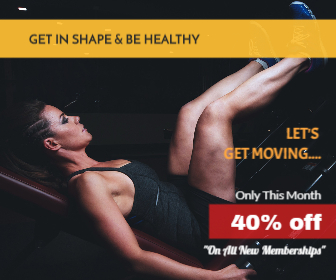 GET IN SHAPE & BE HEALTHY
LET'S
GET MOVING....
Only This Month
40% off
"On All New Memberships"